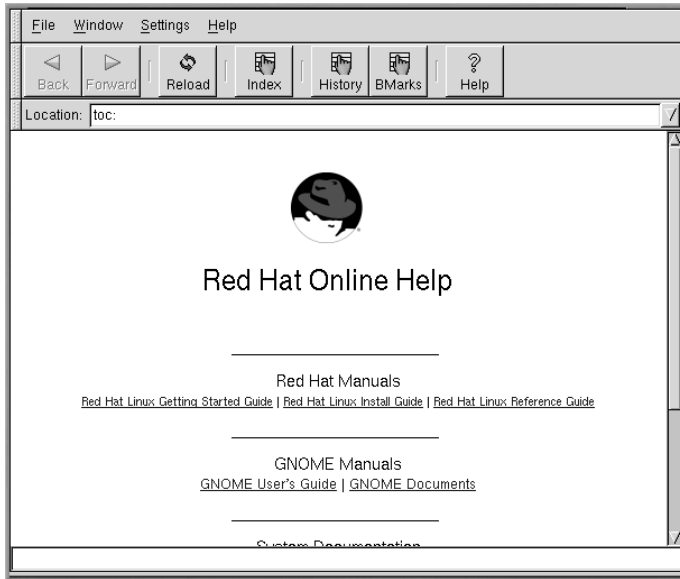 File Window Settings Help
Back Forward Reload Index History BMarks Help
Location: toc:
Red Hat Online Help
Red Hat Manuals
Red Hat Linux Getting Started Guide | Red Hat Linux Install Guide | Red Hat Linux Reference Guide
GNOME Manuals
GNOME User's Guide | GNOME Documents
System Documentation